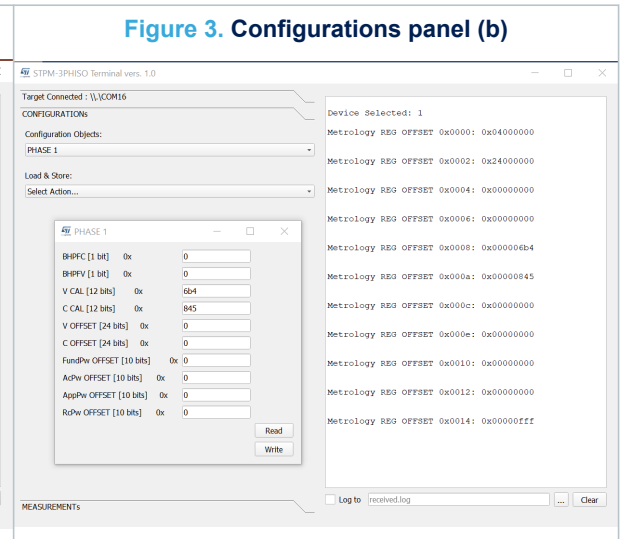 Figure 3. Configurations panel (b)
STPM-3PHISO Terminal vers. 1.0
Target Connected : \\.\COM16
CONFIGURATIONs
Configuration Objects:
PHASE 1
Load & Store:
Select Action...
PHASE 1
BHPFC [1 bit] 0x 0
BHPFV [1 bit] 0x 0
V CAL [12 bits] 0x 6b4
C CAL [12 bits] 0x 845
V OFFSET [24 bits] 0x 0
C OFFSET [24 bits] 0x 0
FundPw OFFSET [10 bits] 0x 0
AcPw OFFSET [10 bits] 0x 0
AppPw OFFSET [10 bits] 0x 0
RcPw OFFSET [10 bits] 0x 0
Read
Write
MEASUREMENTs
Device Selected: 1
Metrology REG OFFSET 0x0000: 0x04000000
Metrology REG OFFSET 0x0002: 0x24000000
Metrology REG OFFSET 0x0004: 0x00000000
Metrology REG OFFSET 0x0006: 0x00000000
Metrology REG OFFSET 0x0008: 0x000006b4
Metrology REG OFFSET 0x000a: 0x00000845
Metrology REG OFFSET 0x000c: 0x00000000
Metrology REG OFFSET 0x000e: 0x00000000
Metrology REG OFFSET 0x0010: 0x00000000
Metrology REG OFFSET 0x0012: 0x00000000
Metrology REG OFFSET 0x0014: 0x00000fff
Log to received.log ... Clear